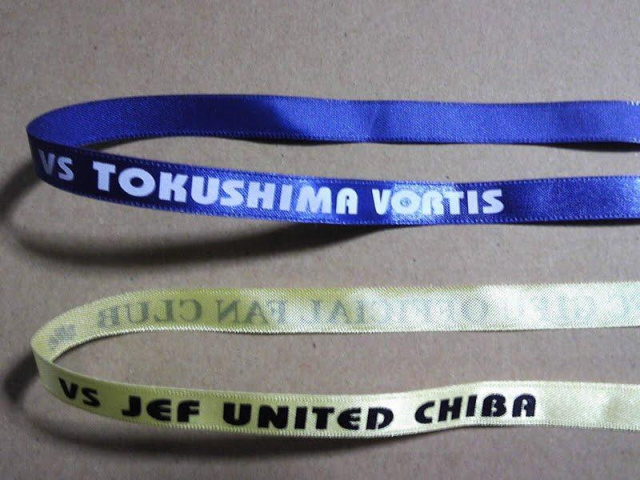 VS TOKUSHIMA VORTIS
OFFICIAL FAN CLUB
VS JEF UNITED CHIBA